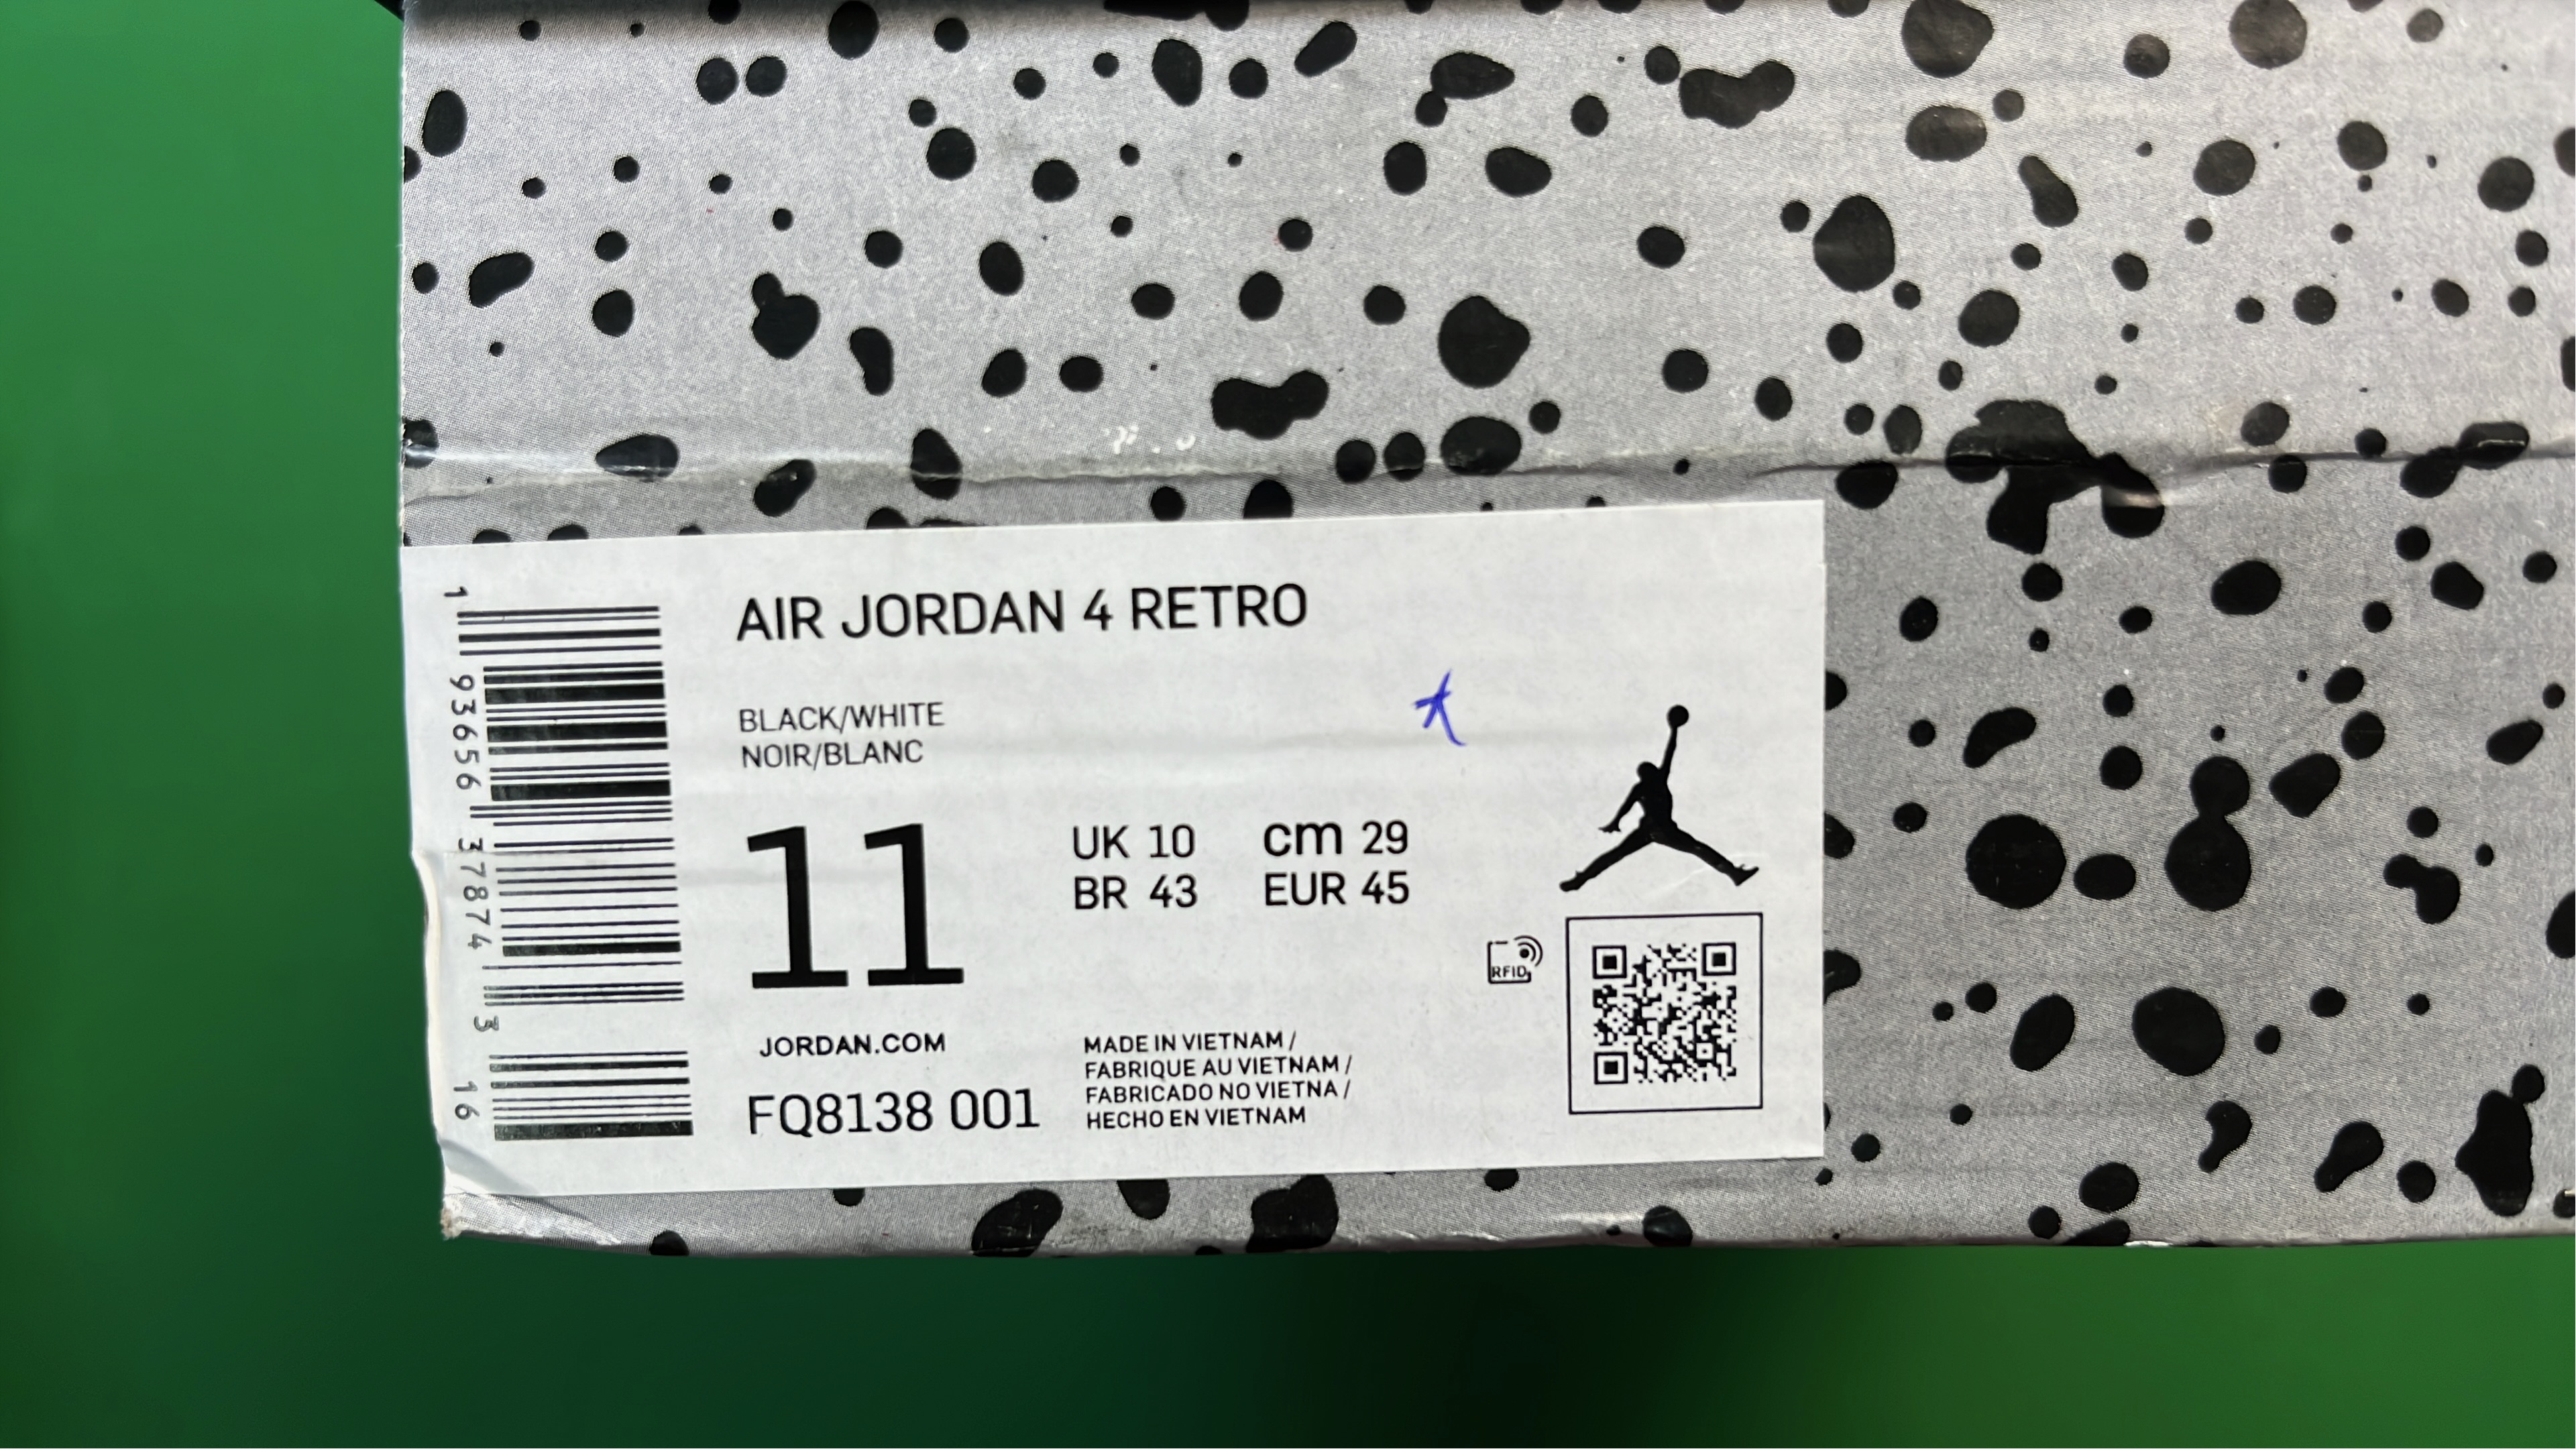 AIR JORDAN 4 RETRO
BLACK/WHITE
NOIR/BLANC
11
UK 10
BR 43
cm 29
EUR 45
JORDAN.COM
FQ8138 001
MADE IN VIETNAM /
FABRIQUE AU VIETNAM /
FABRICADO NO VIETNA /
HECHO EN VIETNAM
RFID
1 93656 37874 3
16